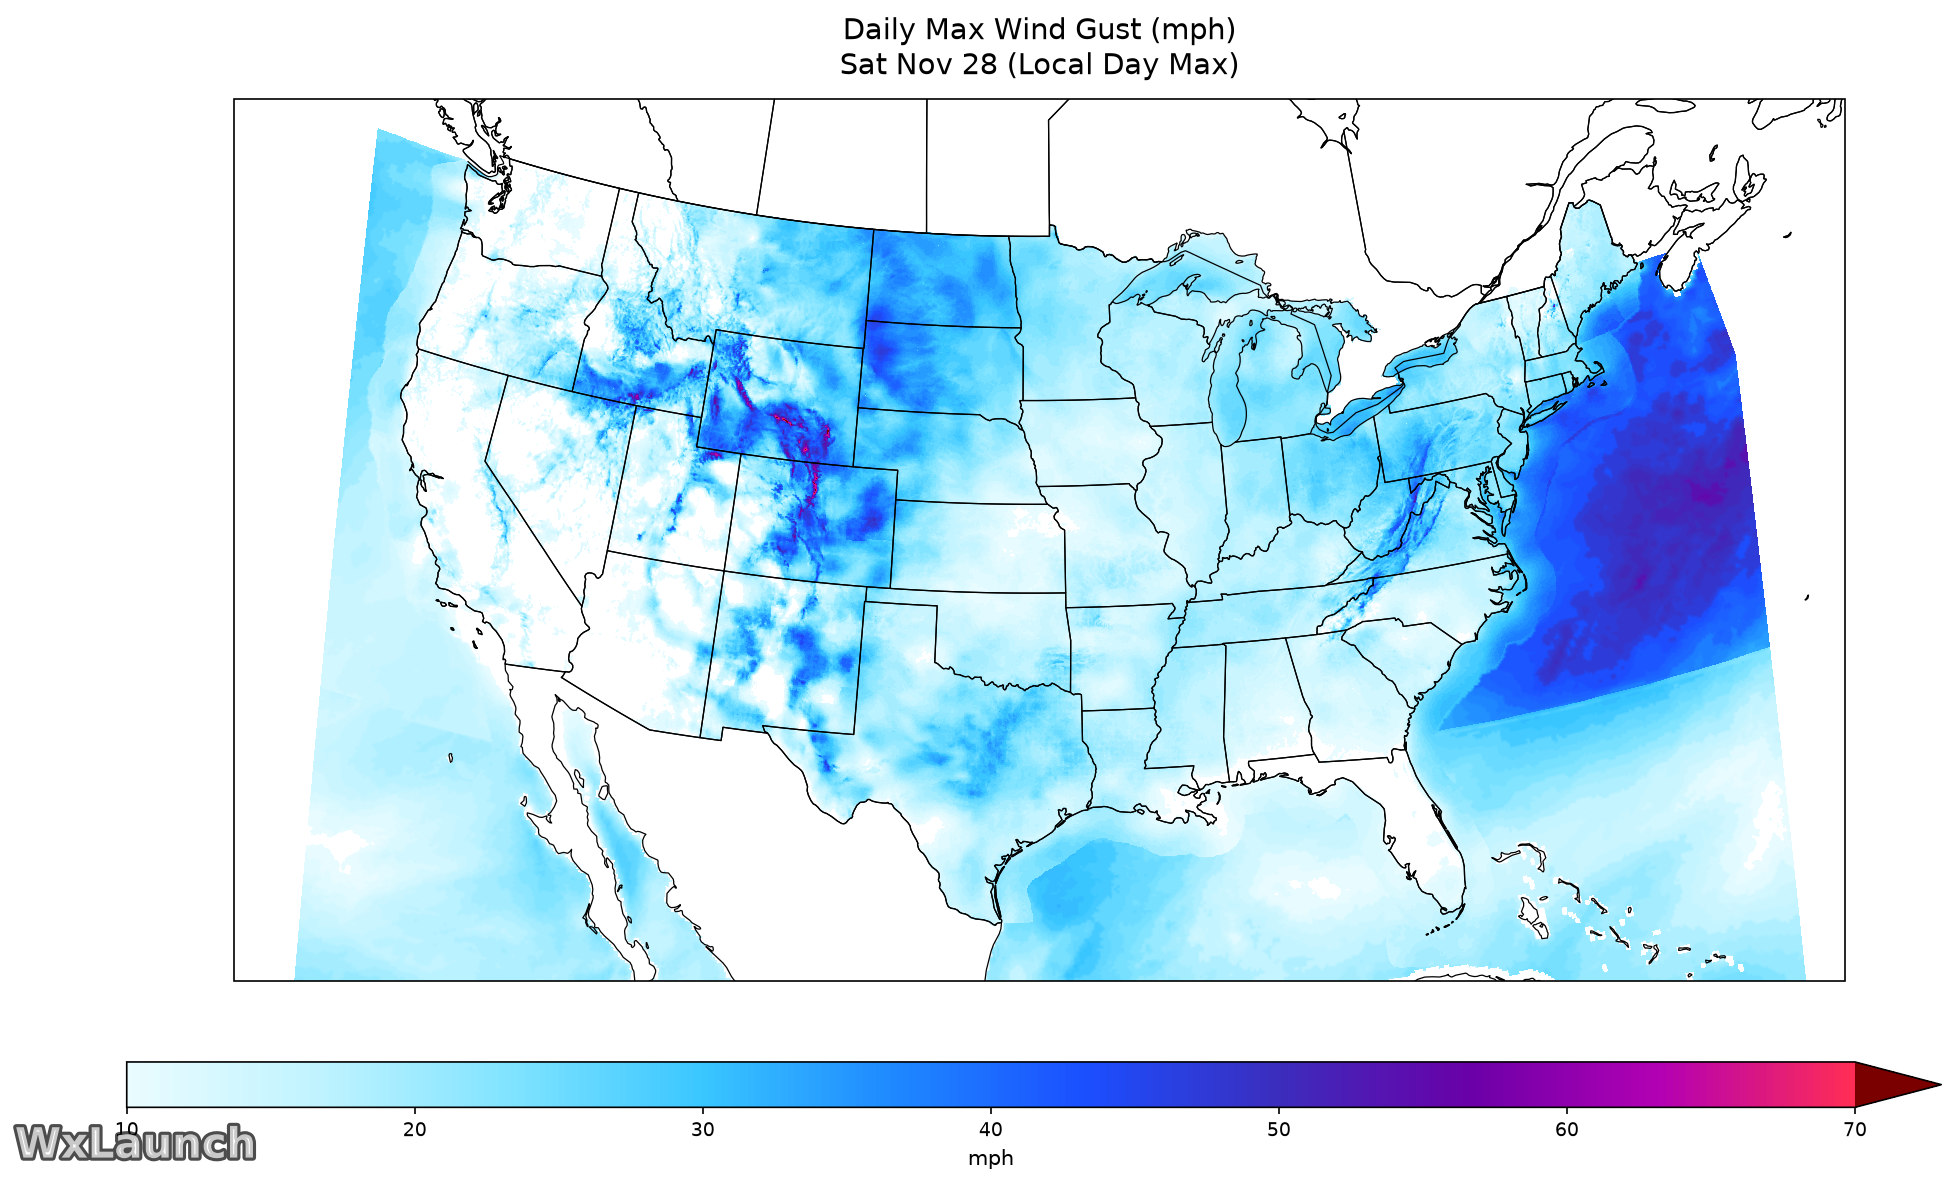 Daily Max Wind Gust (mph)
Sat Nov 28 (Local Day Max)
10 20 30 40 50 60 70
mph
WxLaunch